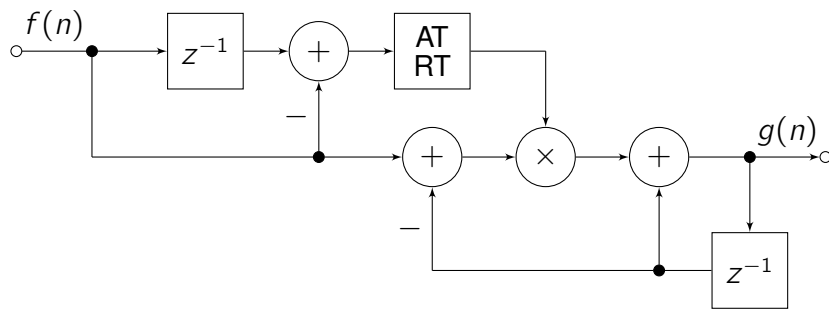 f(n)
z⁻¹
+
AT
RT
−
g(n)
+
×
+
−
z⁻¹